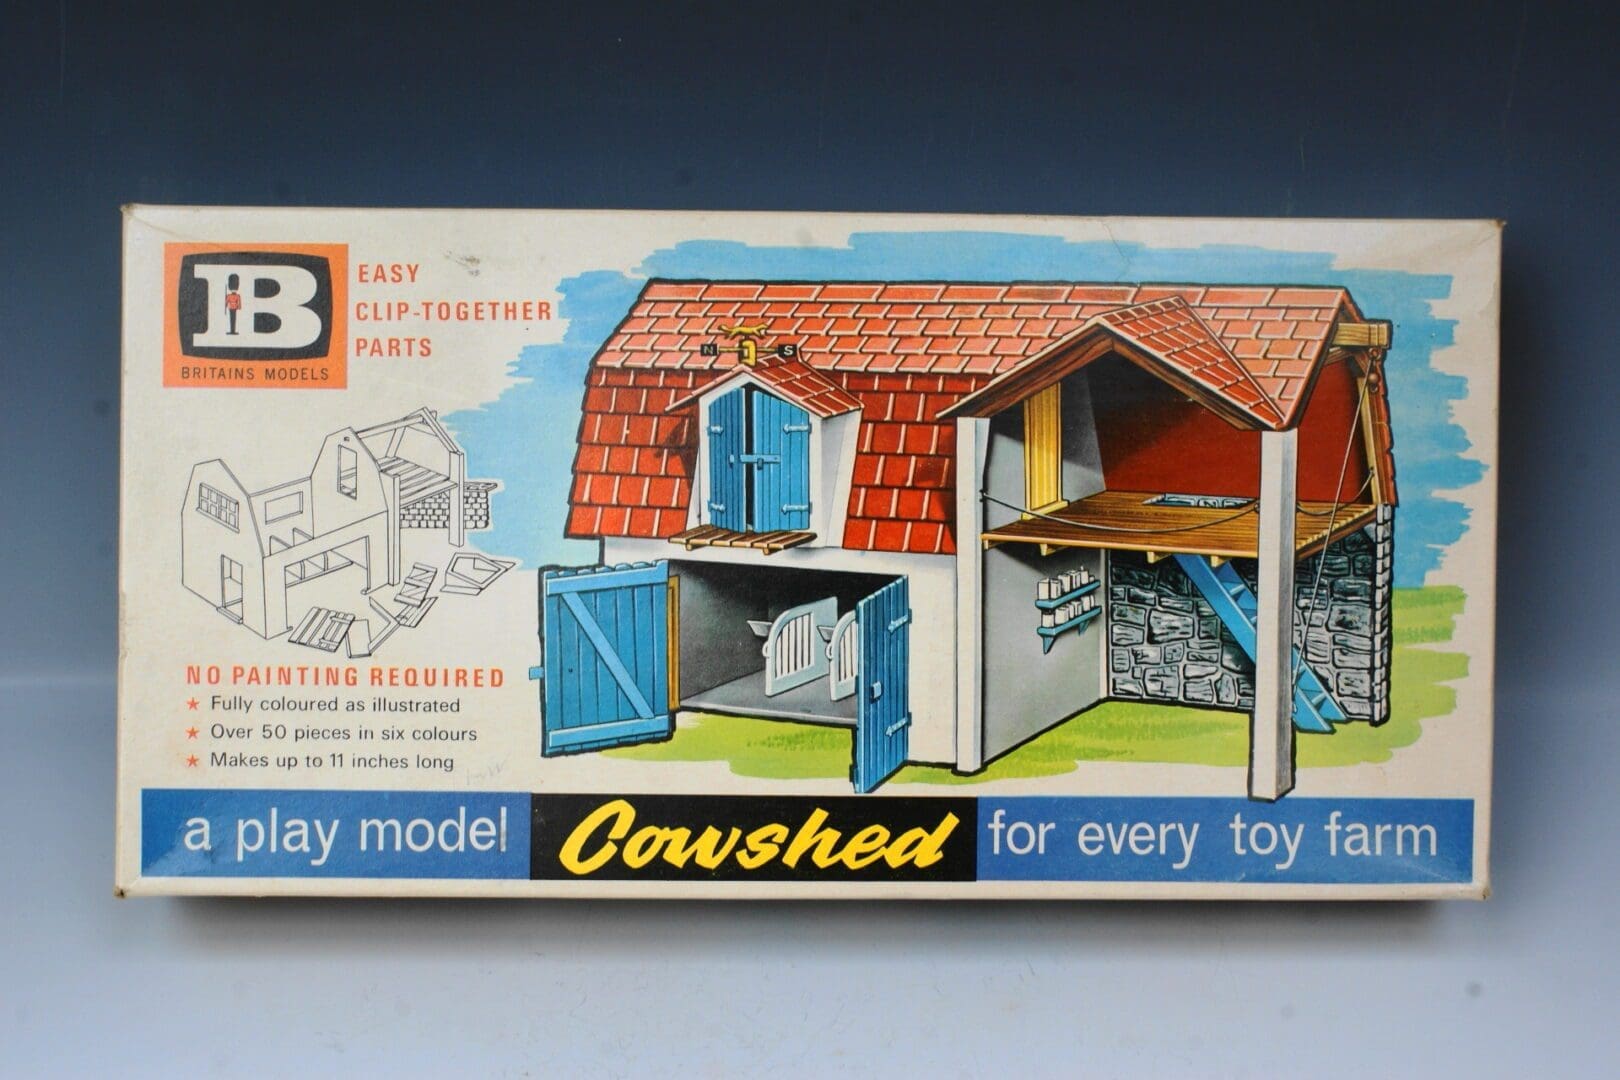 B
BRITAINS MODELS
EASY
CLIP-TOGETHER
PARTS
N S
NO PAINTING REQUIRED
★ Fully coloured as illustrated
★ Over 50 pieces in six colours
★ Makes up to 11 inches long
a play model Cowshed for every toy farm